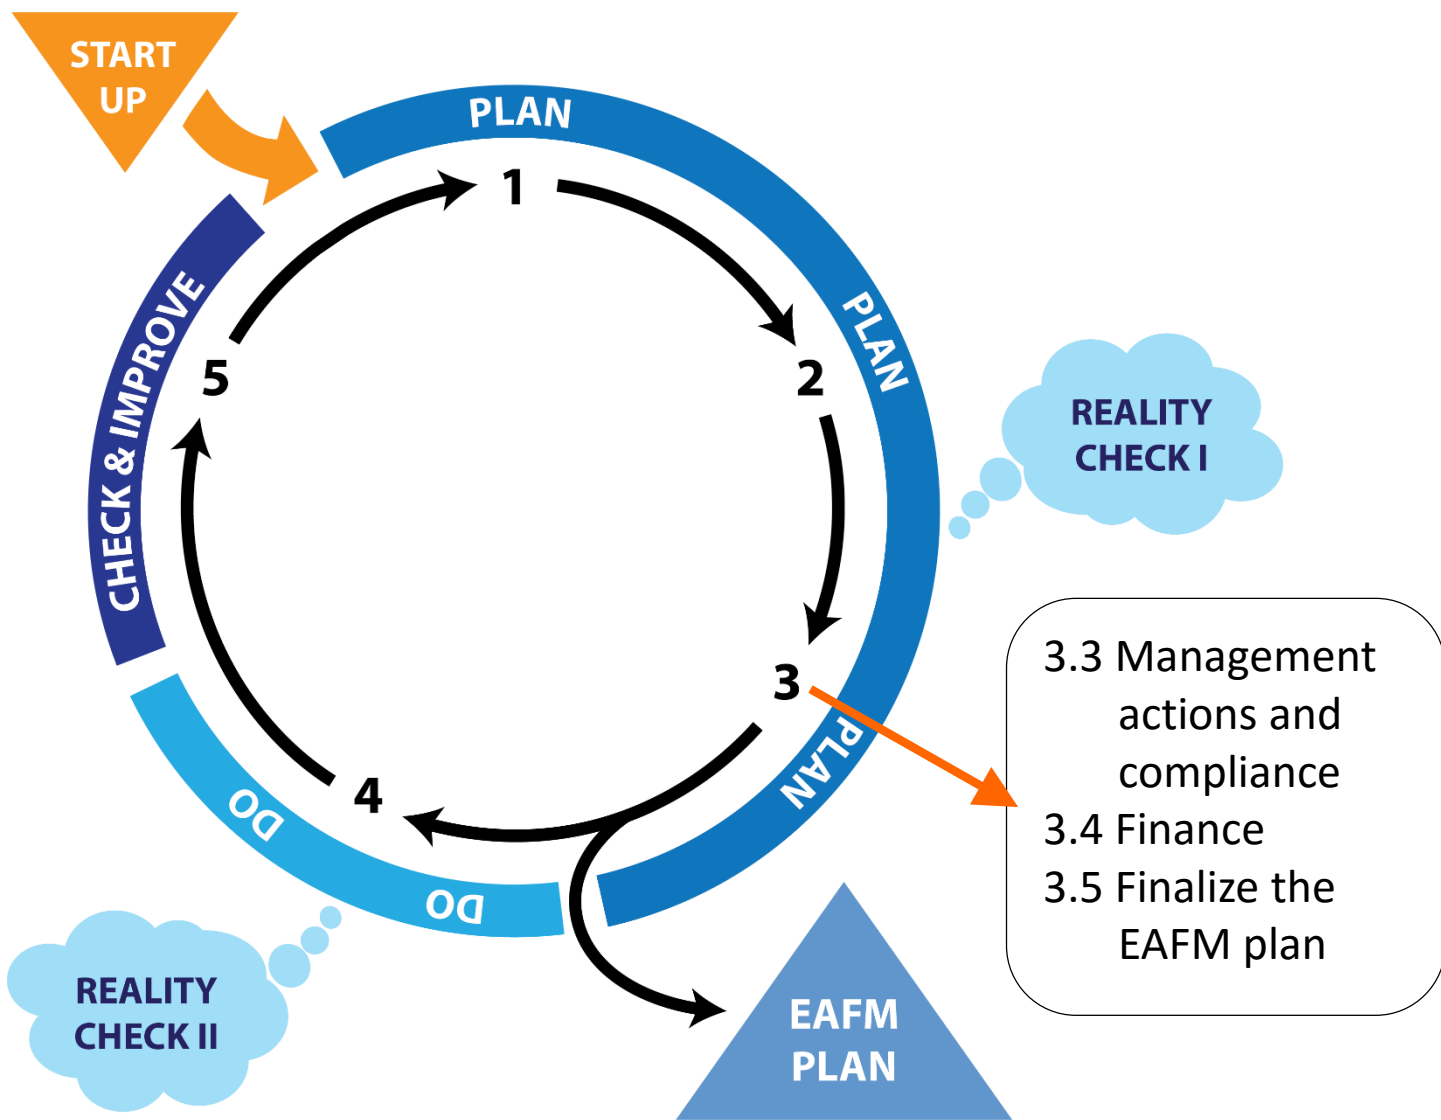 START
UP
PLAN
1
PLAN
2
REALITY
CHECK I
3
PLAN
3.3 Management
actions and
compliance
3.4 Finance
3.5 Finalize the
EAFM plan
EAFM
PLAN
4
DO
DO
REALITY
CHECK II
5
CHECK & IMPROVE